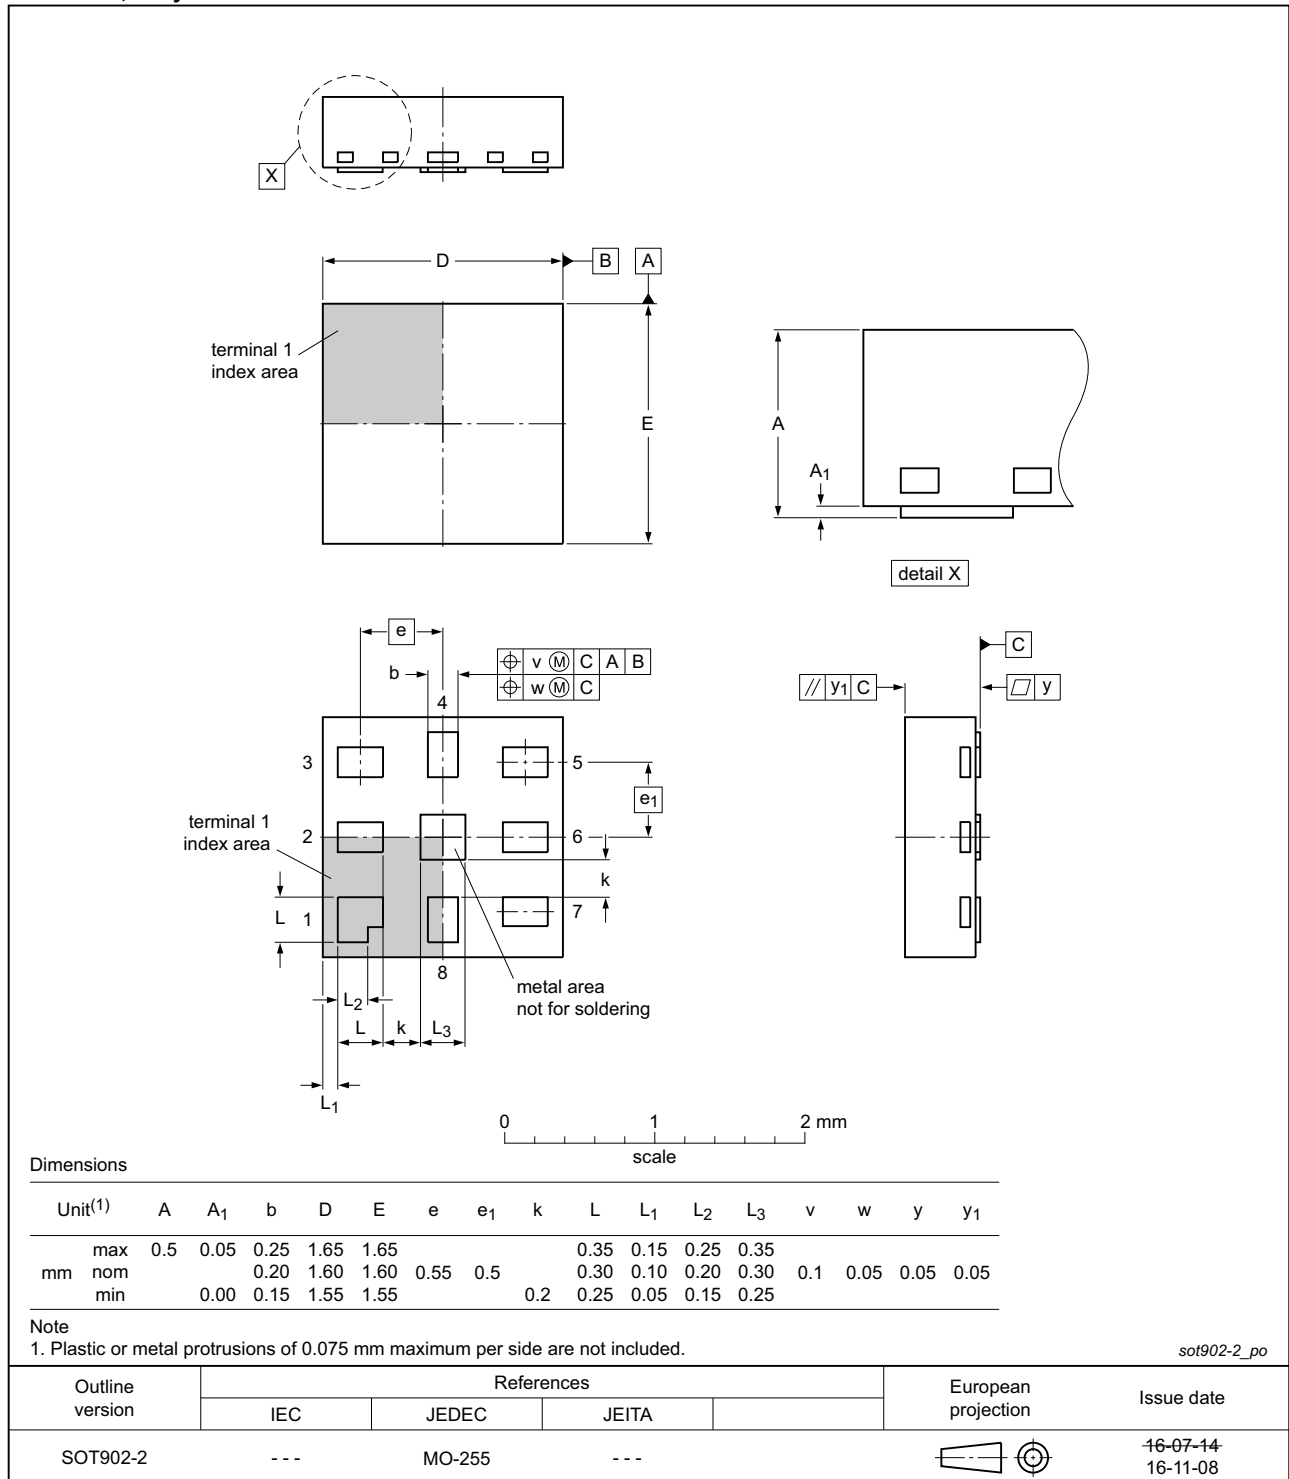 X
D
B
A
terminal 1
index area
E
A
A1
detail X
e
b
v M C A B
w M C
4
3
5
e1
terminal 1
index area
2
6
k
L
1
7
8
L2
L
k
L3
metal area
not for soldering
L1
C
// y1 C
y
0 1 2 mm
scale
Dimensions
Unit(1) A A1 b D E e e1 k L L1 L2 L3 v w y y1
max 0.5 0.05 0.25 1.65 1.65 0.35 0.15 0.25 0.35
mm nom 0.20 1.60 1.60 0.55 0.5 0.30 0.10 0.20 0.30 0.1 0.05 0.05 0.05
min 0.00 0.15 1.55 1.55 0.2 0.25 0.05 0.15 0.25
Note
1. Plastic or metal protrusions of 0.075 mm maximum per side are not included.
sot902-2_po
Outline
version
References
IEC JEDEC JEITA
European
projection
Issue date
SOT902-2 - - - MO-255 - - -
16-07-14
16-11-08